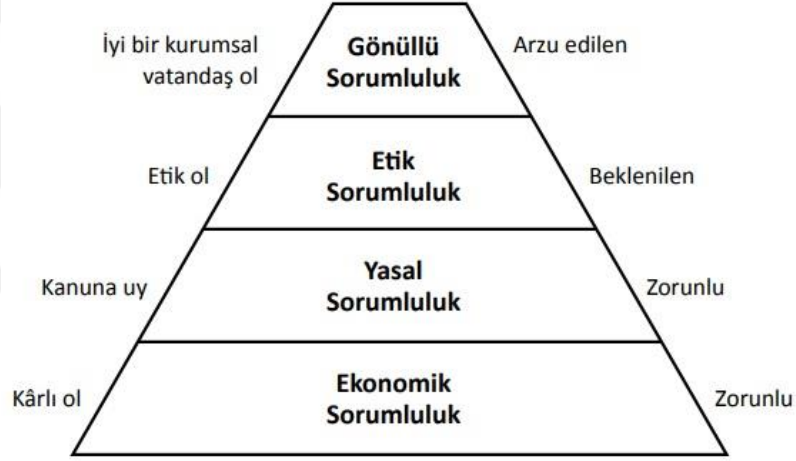 İyi bir kurumsal
vatandaş ol
Gönüllü
Sorumluluk
Arzu edilen
Etik ol
Etik
Sorumluluk
Beklenilen
Kanuna uy
Yasal
Sorumluluk
Zorunlu
Kârlı ol
Ekonomik
Sorumluluk
Zorunlu